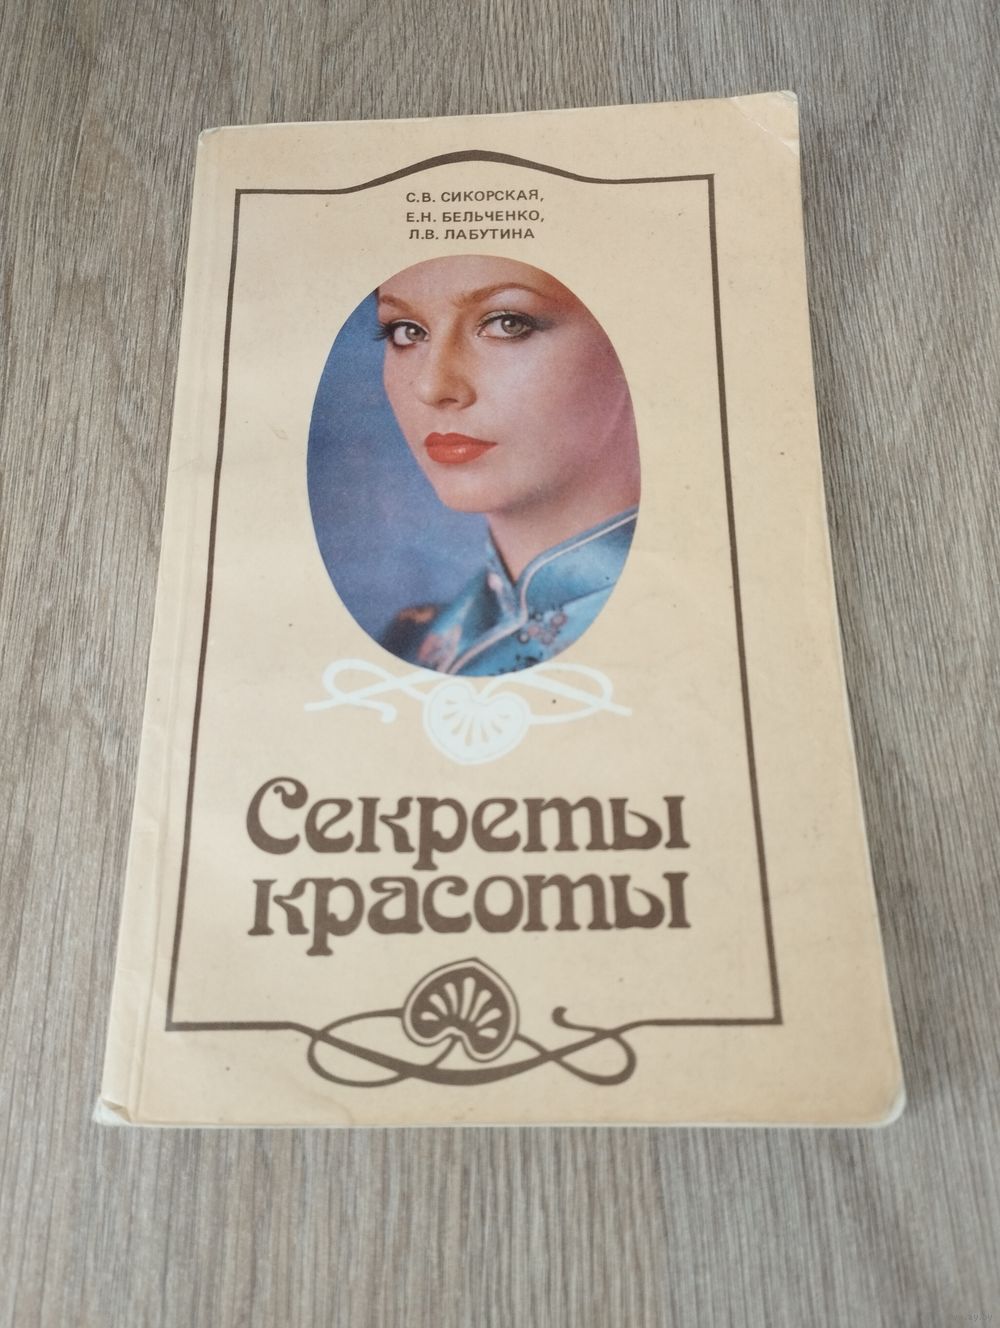 С.В. СИКОРСКАЯ,
Е.Н. БЕЛЬЧЕНКО,
Л.В. ЛАБУТИНА
Секреты
красоты